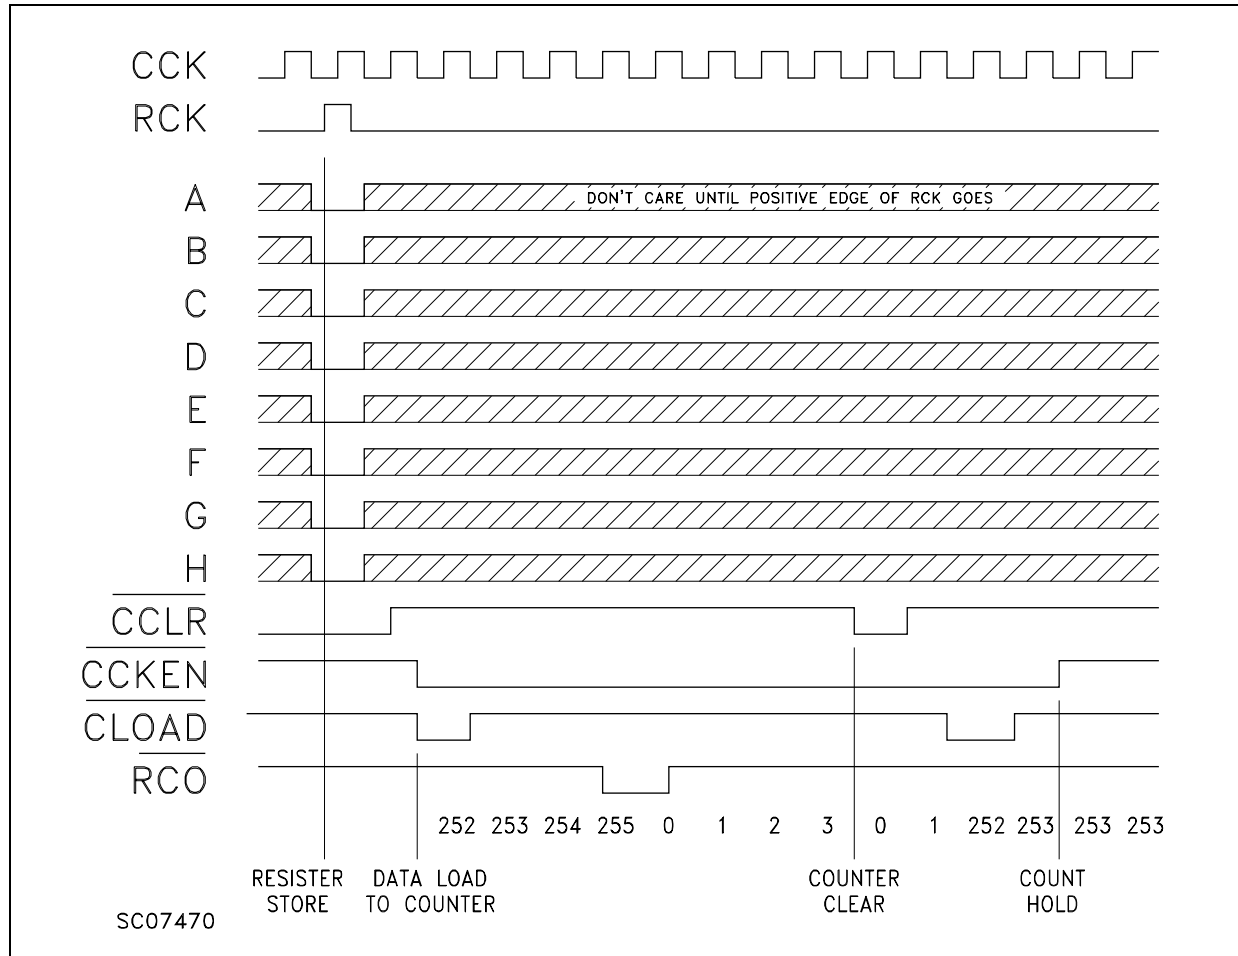 CCK
RCK
A
DON'T CARE UNTIL POSITIVE EDGE OF RCK GOES
B
C
D
E
F
G
H
CCLR
CCKEN
CLOAD
RCO
252 253 254 255 0 1 2 3 0 1 252 253 253 253
RESISTER STORE
DATA LOAD TO COUNTER
COUNTER CLEAR
COUNT HOLD
SC07470